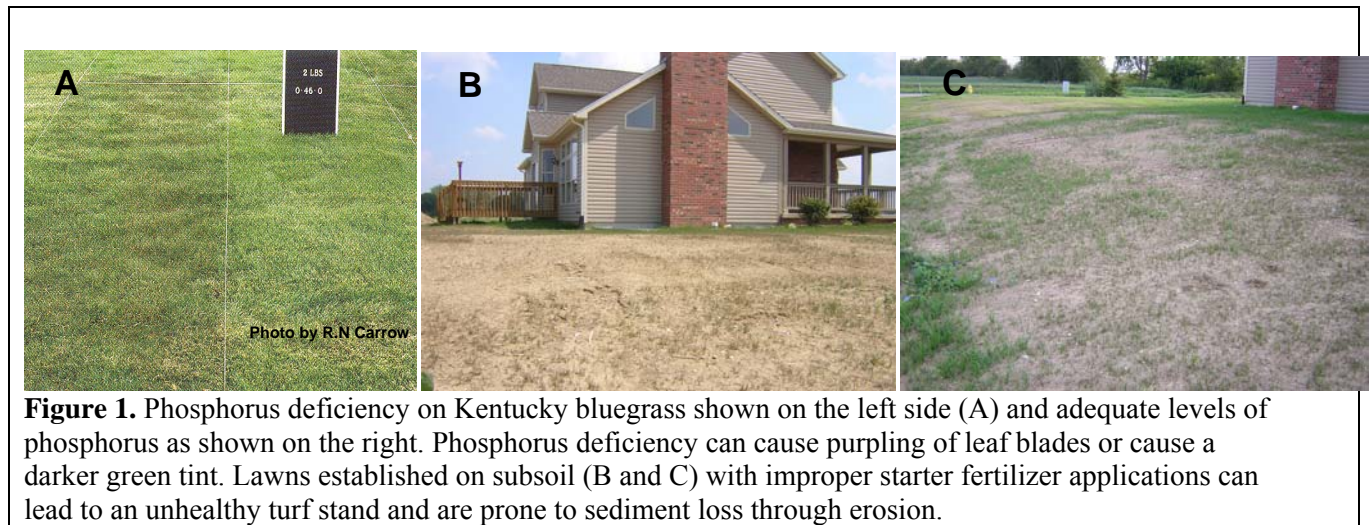 A
2 LBS
0-46-0
Photo by R.N Carrow
B
C
Figure 1. Phosphorus deficiency on Kentucky bluegrass shown on the left side (A) and adequate levels of
phosphorus as shown on the right. Phosphorus deficiency can cause purpling of leaf blades or cause a
darker green tint. Lawns established on subsoil (B and C) with improper starter fertilizer applications can
lead to an unhealthy turf stand and are prone to sediment loss through erosion.